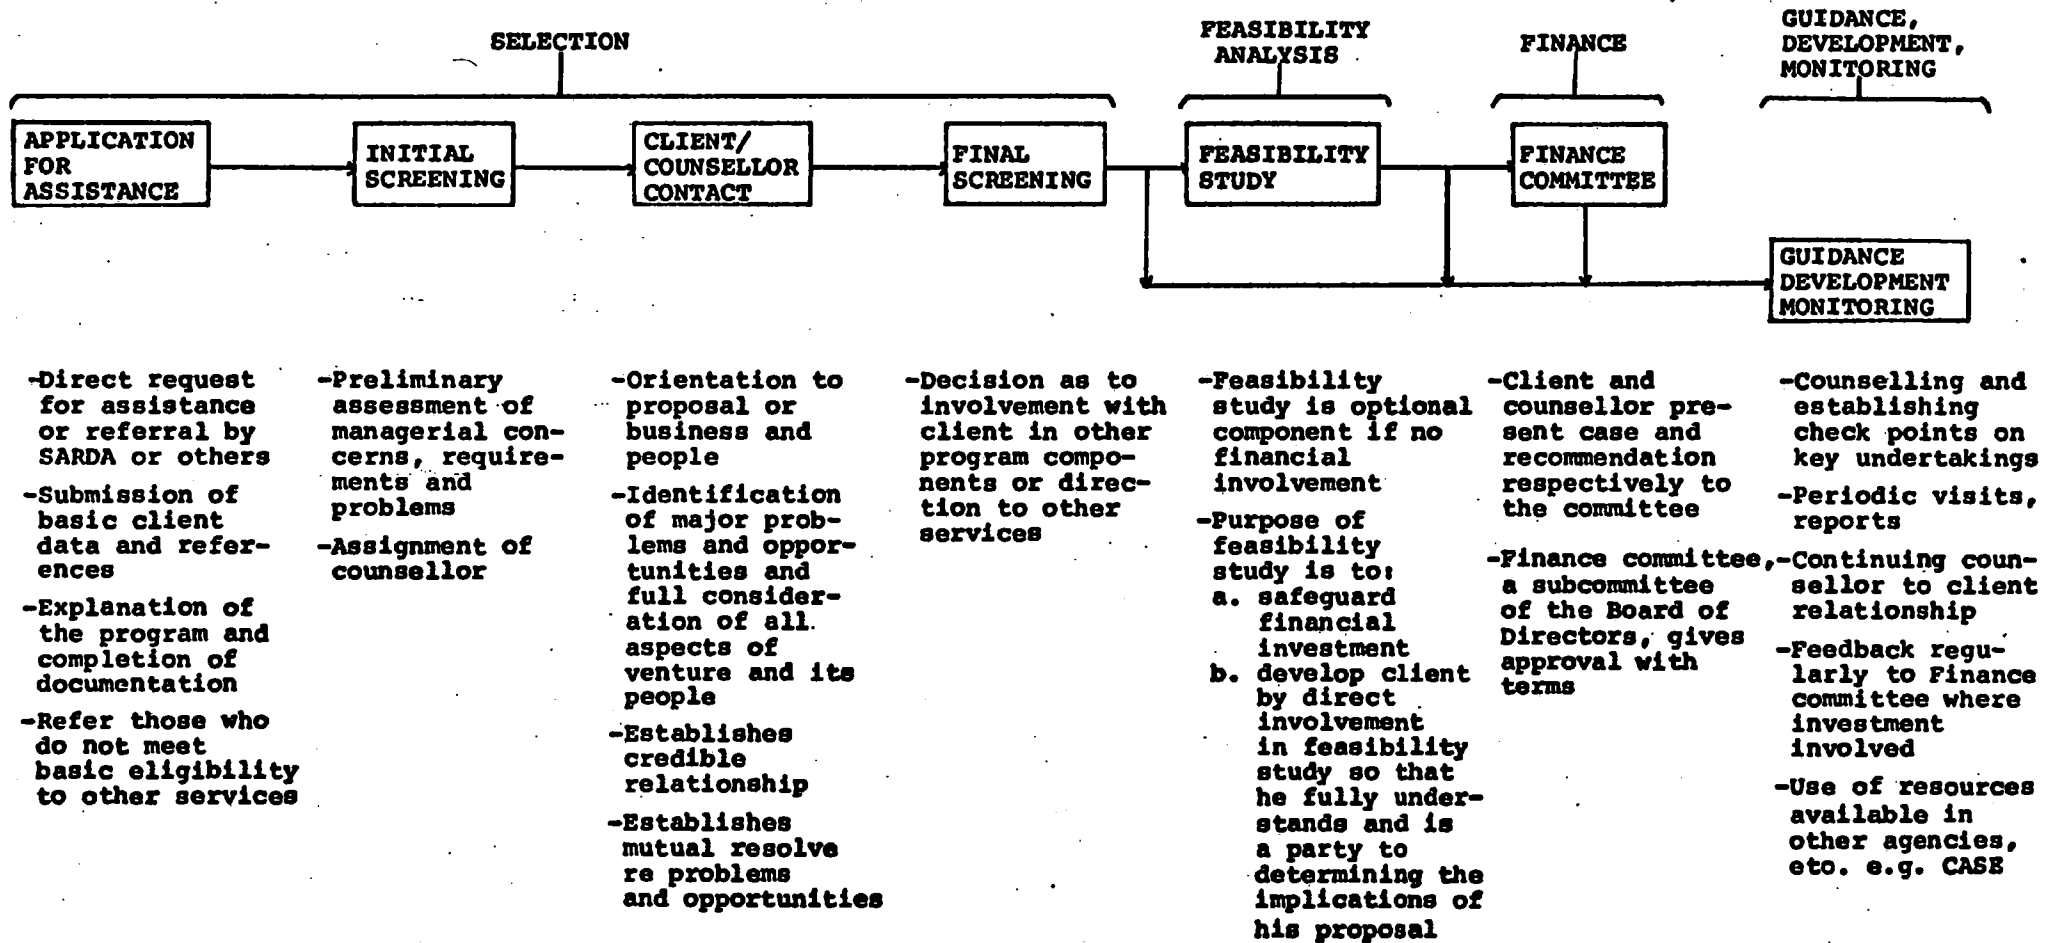 SELECTION
FEASIBILITY
ANALYSIS
FINANCE
GUIDANCE,
DEVELOPMENT,
MONITORING
APPLICATION
FOR
ASSISTANCE
INITIAL
SCREENING
CLIENT/
COUNSELLOR
CONTACT
FINAL
SCREENING
FEASIBILITY
STUDY
FINANCE
COMMITTEE
GUIDANCE
DEVELOPMENT
MONITORING
-Direct request
for assistance
or referral by
SARDA or others
-Submission of
basic client
data and refer-
ences
-Explanation of
the program and
completion of
documentation
-Refer those who
do not meet
basic eligibility
to other services
-Preliminary
assessment of
managerial con-
cerns, require-
ments and
problems
-Assignment of
counsellor
-Orientation to
proposal or
business and
people
-Identification
of major prob-
lems and oppor-
tunities and
full consider-
ation of all
aspects of
venture and its
people
-Establishes
credible
relationship
-Establishes
mutual resolve
re problems
and opportunities
-Decision as to
involvement with
client in other
program compo-
nents or direc-
tion to other
services
-Feasibility
study is optional
component if no
financial
involvement
-Purpose of
feasibility
study is to:
a. safeguard
financial
investment
b. develop client
by direct
involvement
in feasibility
study so that
he fully under-
stands and is
a party to
determining the
implications of
his proposal
-Client and
counsellor pre-
sent case and
recommendation
respectively to
the committee
-Finance committee,
a subcommittee
of the Board of
Directors, gives
approval with
terms
-Counselling and
establishing
check points on
key undertakings
-Periodic visits,
reports
-Continuing coun-
sellor to client
relationship
-Feedback regu-
larly to Finance
committee where
investment
involved
-Use of resources
available in
other agencies,
etc. e.g. CASE